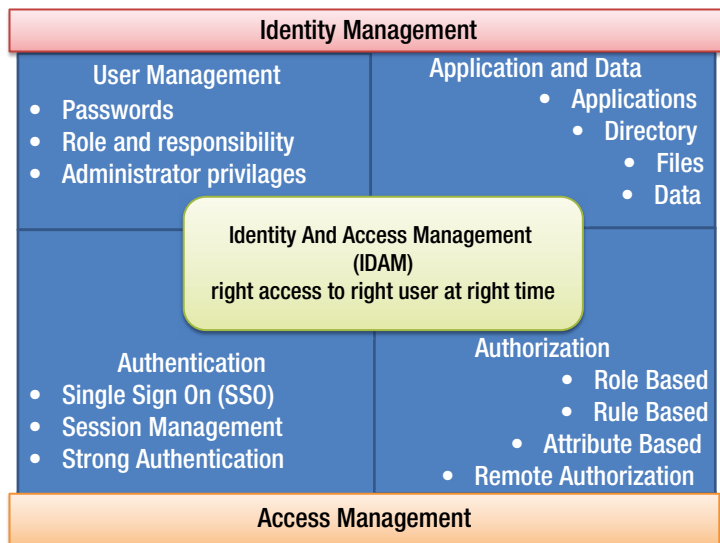 Identity Management
User Management
• Passwords
• Role and responsibility
• Administrator privilages
Application and Data
• Applications
• Directory
• Files
• Data
Identity And Access Management
(IDAM)
right access to right user at right time
Authentication
• Single Sign On (SSO)
• Session Management
• Strong Authentication
Authorization
• Role Based
• Rule Based
• Attribute Based
• Remote Authorization
Access Management